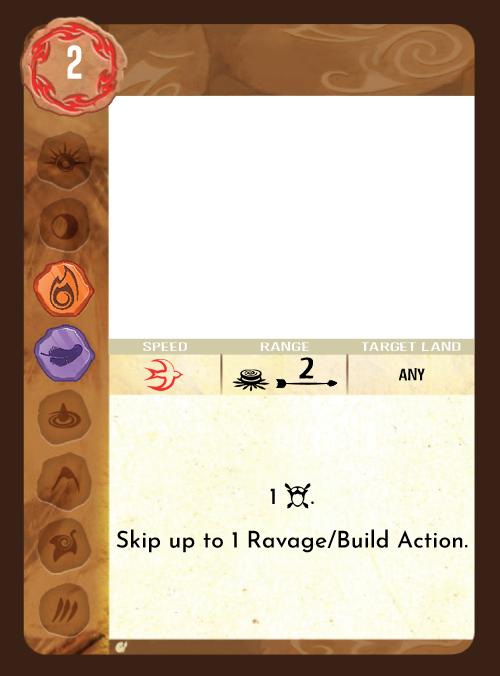 2
SPEED RANGE TARGET LAND
2 ANY
1 .
Skip up to 1 Ravage/Build Action.